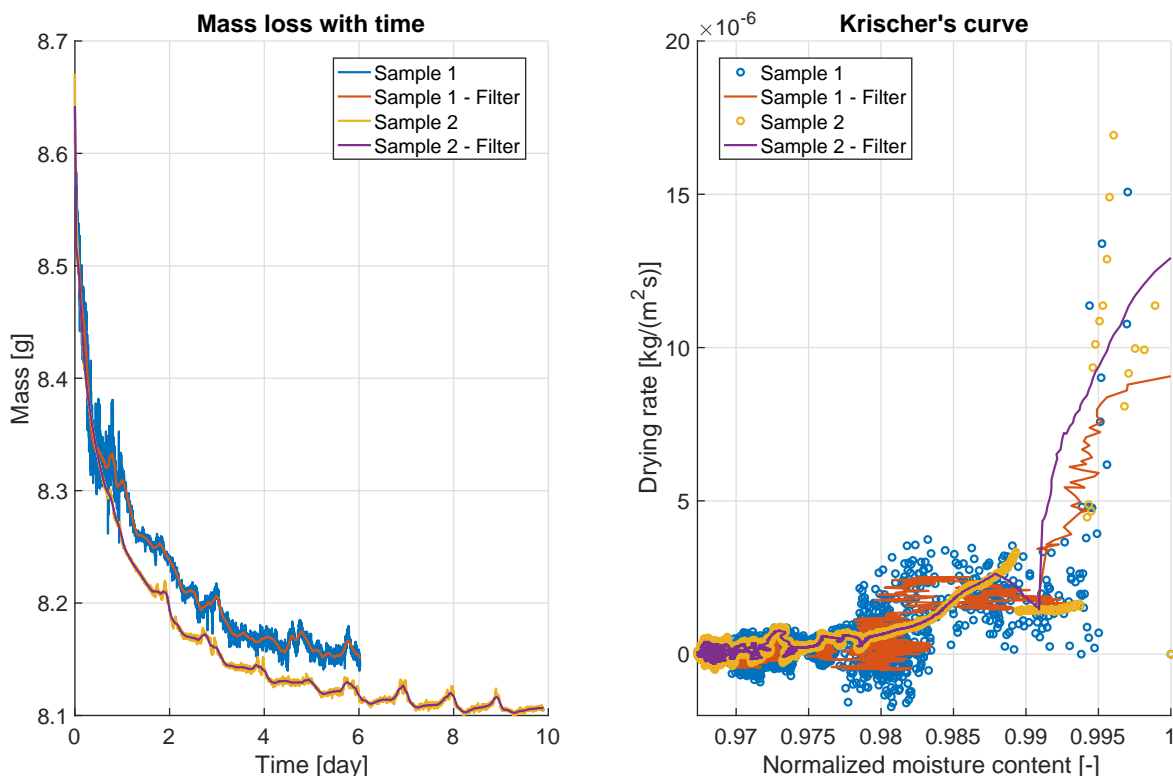 Mass loss with time
8.7
8.6
8.5
8.4
8.3
8.2
8.1
Mass [g]
0
2
4
6
8
10
Time [day]
Sample 1
Sample 1 - Filter
Sample 2
Sample 2 - Filter
Krischer's curve
×10⁻⁶
20
15
10
5
0
Drying rate [kg/(m² s)]
0.97
0.975
0.98
0.985
0.99
0.995
1
Normalized moisture content [-]
Sample 1
Sample 1 - Filter
Sample 2
Sample 2 - Filter